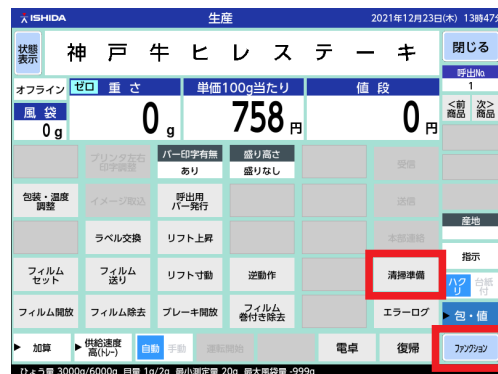 ISHIDA 生産 2021年12月23日(木) 13時47分
状態表示 神戸牛ヒレステーキ 閉じる
呼出No.
1
オフライン ゼロ 重さ 単価100g当たり 値段
<前商品 次>商品
風袋
0g 0g 758円 0円
プリンタ左右印字調整 バー印字有無 盛り高さ 受信
あり 盛りなし
包装・温度調整 イメージ取込 呼出用バー発行 送信
産地
ラベル交換 リフト上昇 本部連絡
指示
フィルムセット フィルム送り リフト寸動 逆動作 清掃準備
ハクリ 台紙付
フィルム開放 フィルム除去 ブレーキ開放 フィルム巻付き除去 エラーログ 包・値
加算 供給速度高(トレー) 自動 手動 運転開始 電卓 復帰 ファンクション
ひょう量 3000g/6000g 目量 1g/2g 最小測定量 20g 最大風袋量 -999g